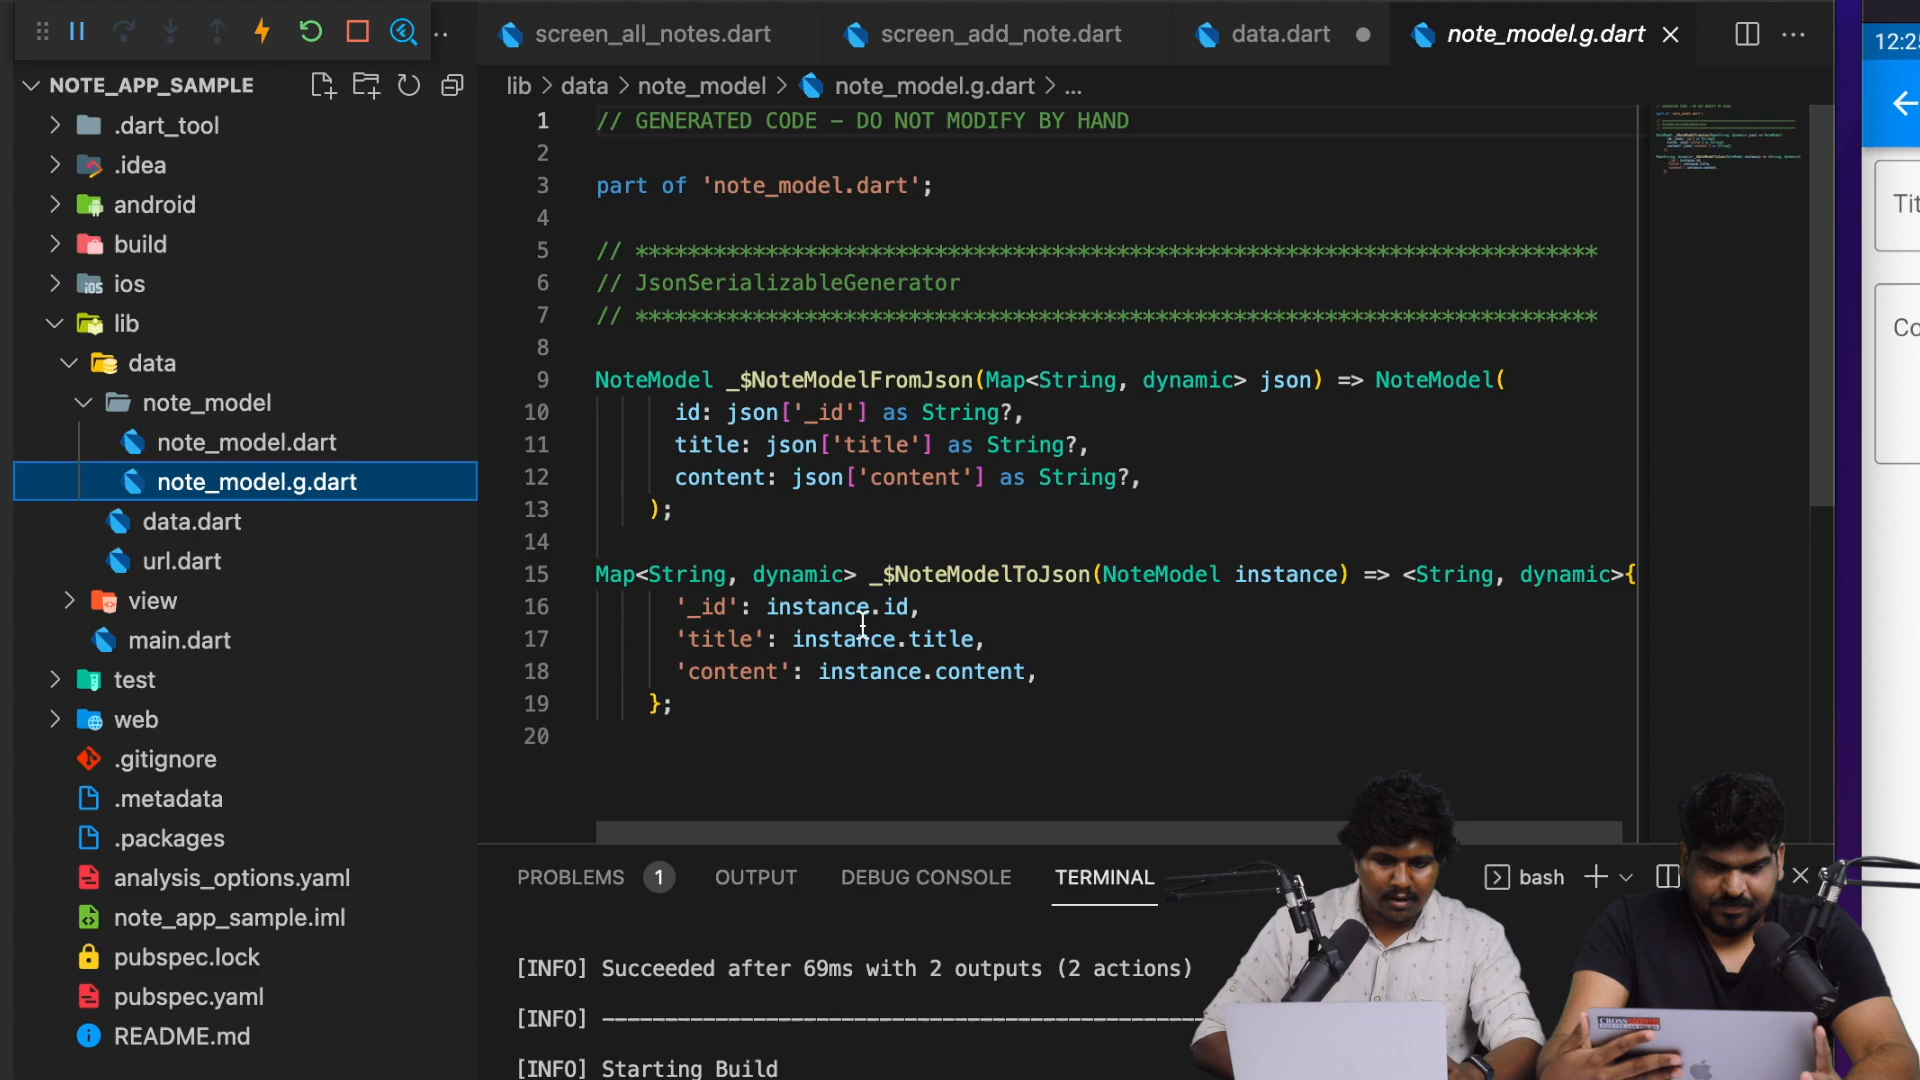 screen_all_notes.dart
screen_add_note.dart
data.dart
note_model.g.dart
12:25
NOTE_APP_SAMPLE
lib > data > note_model > note_model.g.dart > ...
.dart_tool
.idea
android
build
ios
lib
data
note_model
note_model.dart
note_model.g.dart
data.dart
url.dart
view
main.dart
test
web
.gitignore
.metadata
.packages
analysis_options.yaml
note_app_sample.iml
pubspec.lock
pubspec.yaml
README.md
1 // GENERATED CODE - DO NOT MODIFY BY HAND
2
3 part of 'note_model.dart';
4
5 // **************************************************************************
6 // JsonSerializableGenerator
7 // **************************************************************************
8
9 NoteModel _$NoteModelFromJson(Map<String, dynamic> json) => NoteModel(
10 id: json['_id'] as String?,
11 title: json['title'] as String?,
12 content: json['content'] as String?,
13 );
14
15 Map<String, dynamic> _$NoteModelToJson(NoteModel instance) => <String, dynamic>{
16 '_id': instance.id,
17 'title': instance.title,
18 'content': instance.content,
19 };
20
Tit
Co
PROBLEMS 1 OUTPUT DEBUG CONSOLE TERMINAL bash
[INFO] Succeeded after 69ms with 2 outputs (2 actions)
[INFO] ----------------------------------------------
[INFO] Starting Build